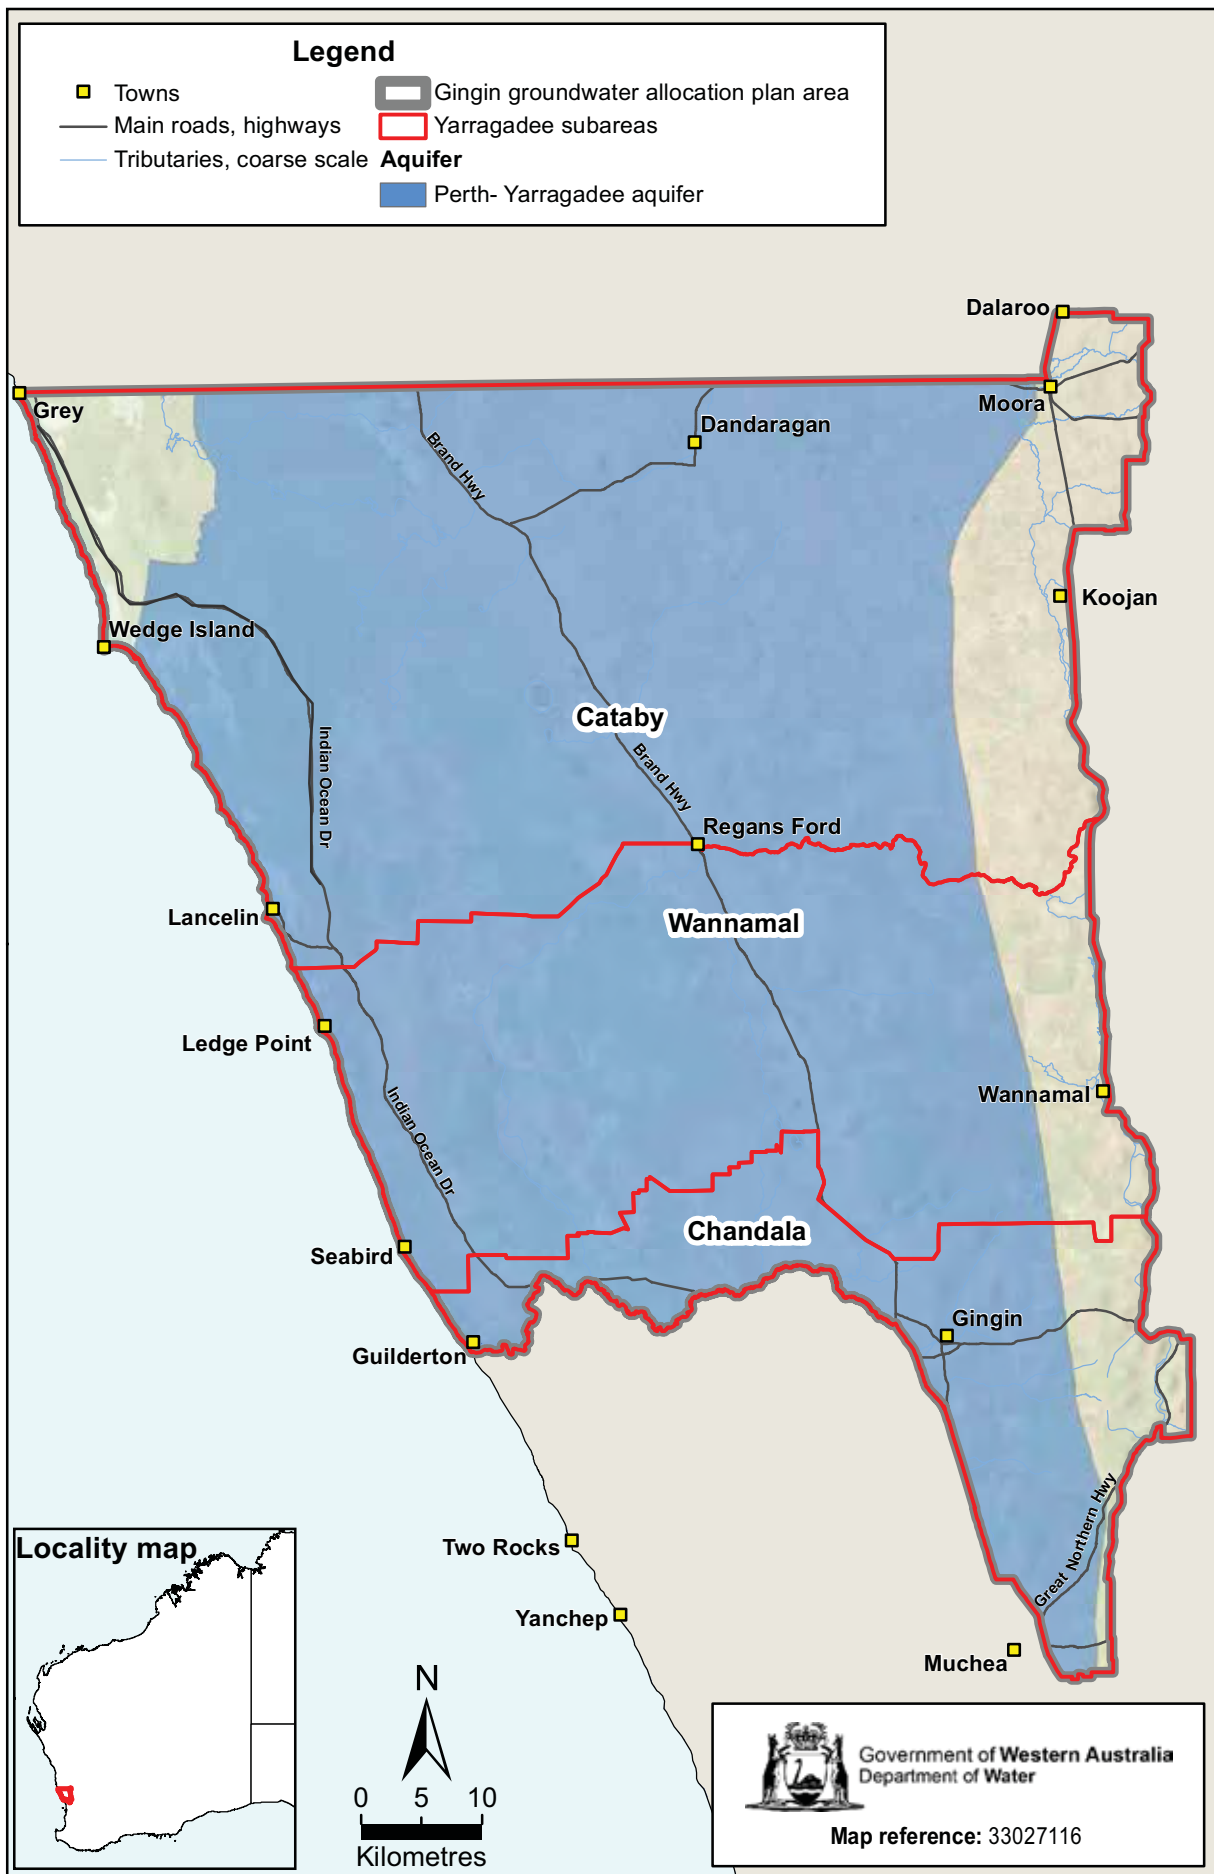 Legend
Towns
Main roads, highways
Tributaries, coarse scale
Gingin groundwater allocation plan area
Yarragadee subareas
Aquifer
Perth- Yarragadee aquifer
Dalaroo
Grey
Moora
Dandaragan
Brand Hwy
Koojan
Wedge Island
Cataby
Indian Ocean Dr
Brand Hwy
Regans Ford
Lancelin
Wannamal
Ledge Point
Wannamal
Indian Ocean Dr
Chandala
Seabird
Gingin
Guilderton
Great Northern Hwy
Two Rocks
Yanchep
Muchea
Locality map
N
0 5 10
Kilometres
Government of Western Australia
Department of Water
Map reference: 33027116